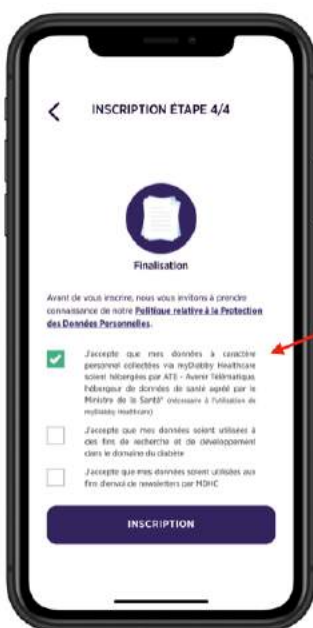 INSCRIPTION ÉTAPE 4/4
Finalisation
Avant de vous inscrire, nous vous invitons à prendre
connaissance de notre Politique relative à la Protection
des Données Personnelles.
J'accepte que mes données à caractère
personnel collectées via myDiabby Healthcare
soient hébergées par ATE - Avenir Télématique,
hébergeur de données de santé agréé par le
Ministre de la Santé* (nécessaire à l'utilisation de
myDiabby Healthcare)
J'accepte que mes données soient utilisées à
des fins de recherche et de développement
dans le domaine du diabète
J'accepte que mes données soient utilisées aux
fins d'envoi de newsletters par MDHC
INSCRIPTION